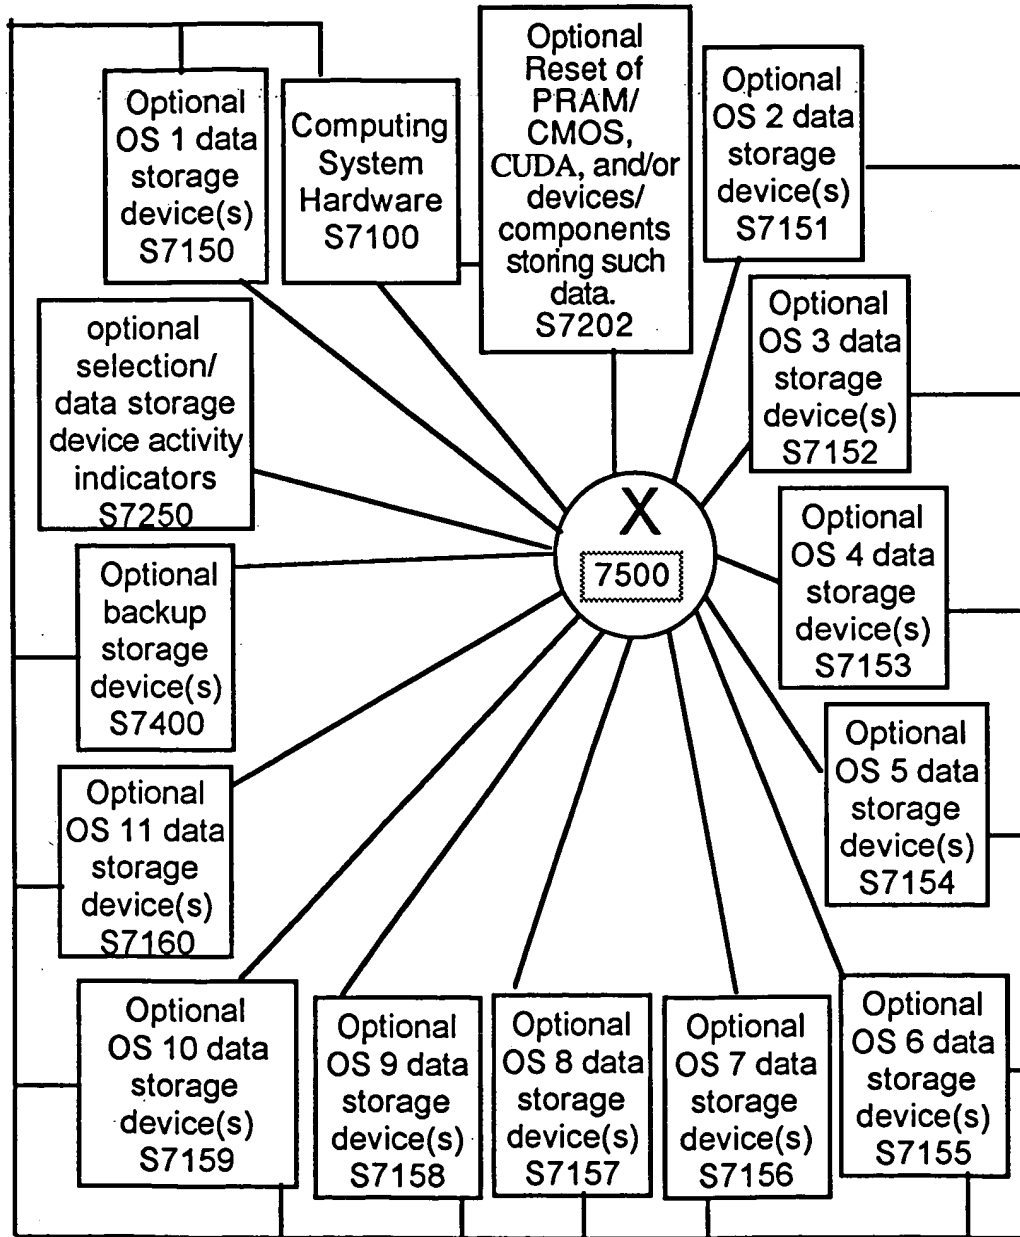 Optional
OS 1 data
storage
device(s)
S7150
Computing
System
Hardware
S7100
Optional
Reset of
PRAM/
CMOS,
CUDA, and/or
devices/
components
storing such
data.
S7202
Optional
OS 2 data
storage
device(s)
S7151
optional
selection/
data storage
device activity
indicators
S7250
Optional
OS 3 data
storage
device(s)
S7152
X
7500
Optional
OS 4 data
storage
device(s)
S7153
Optional
backup
storage
device(s)
S7400
Optional
OS 5 data
storage
device(s)
S7154
Optional
OS 11 data
storage
device(s)
S7160
Optional
OS 10 data
storage
device(s)
S7159
Optional
OS 9 data
storage
device(s)
S7158
Optional
OS 8 data
storage
device(s)
S7157
Optional
OS 7 data
storage
device(s)
S7156
Optional
OS 6 data
storage
device(s)
S7155